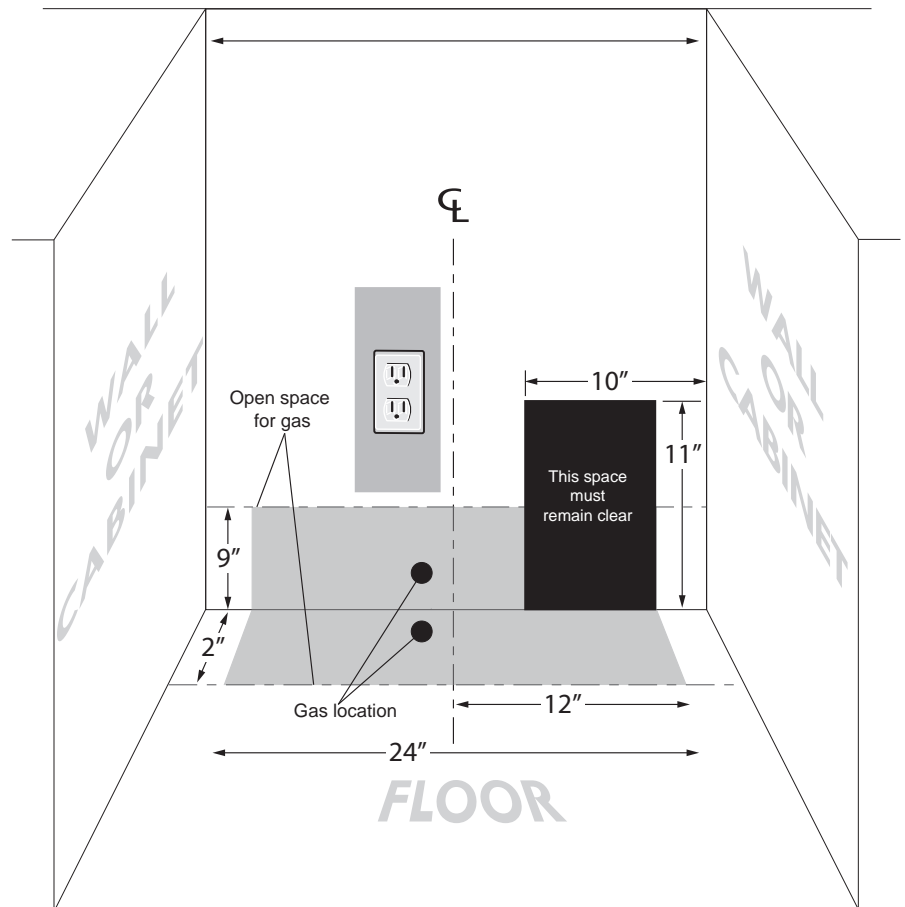 ℄
WALL
OR
CABINET
WALL
OR
CABINET
10”
Open space
for gas
11”
This space
must
remain clear
9”
2”
Gas location
12”
24”
FLOOR